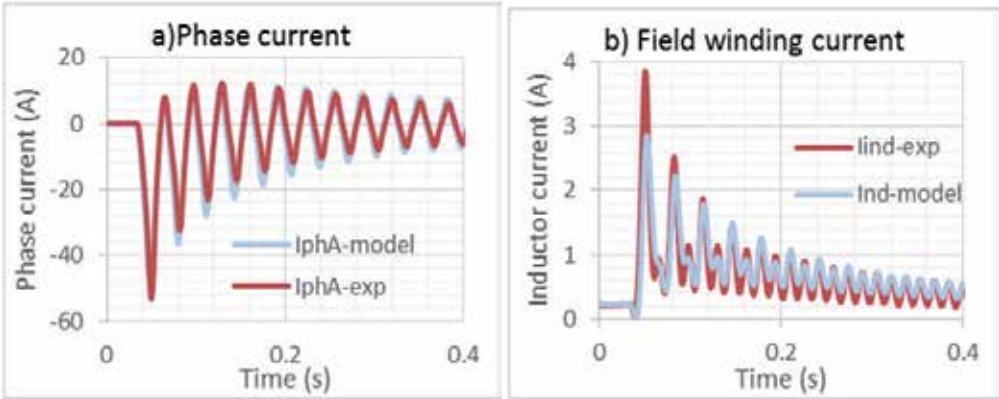 a)Phase current
20
0
-20
-40
-60
Phase current (A)
IphA-model
IphA-exp
0
0.2
0.4
Time (s)
b) Field winding current
4
3
2
1
0
Inductor current (A)
Iind-exp
Ind-model
0
0.2
0.4
Time (s)